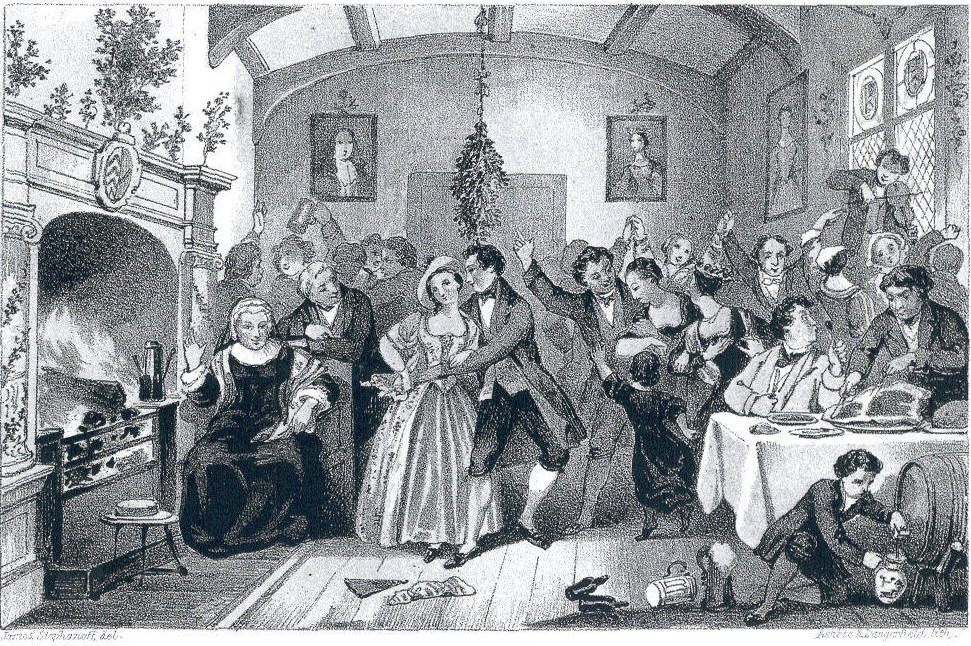 James Stephanoff, del.
Ashbee & Dangerfield, lith.